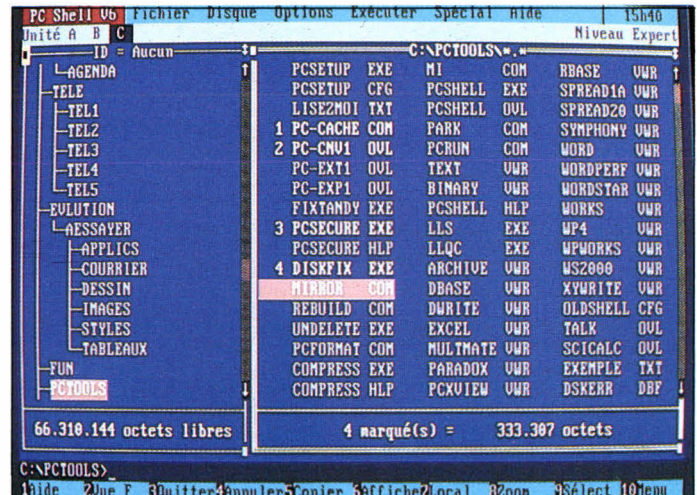 PC Shell V6 Fichier Disque Options Exécuter Spécial Aide 15h40
Unité A B C Niveau Expert
ID = Aucun
C:\PCTOOLS\*.*
AGENDA
TELE
TEL1
TEL2
TEL3
TEL4
TEL5
EVLUTION
AESSAYER
APPLICS
COURRIER
DESSIN
IMAGES
STYLES
TABLEAUX
FUN
PCTOOLS
PCSETUP EXE MI COM RBASE VWR
PCSETUP CFG PCSHELL EXE SPREAD1A VWR
LISEZMOI TXT PCSHELL OVL SPREAD20 VWR
1 PC-CACHE COM PARK COM SYMPHONY VWR
2 PC-CNV1 OVL PCRUN COM WORD VWR
PC-EXT1 OVL TEXT VWR WORDPERF VWR
PC-EXP1 OVL BINARY VWR WORDSTAR VWR
FIXTANDY EXE PCSHELL HLP WORKS VWR
3 PCSECURE EXE LLS EXE WP4 VWR
PCSECURE HLP LLQC EXE WPWORKS VWR
4 DISKFIX EXE ARCHIVE VWR WS2000 VWR
MIRROR COM DBASE VWR XYWRITE VWR
REBUILD COM DWRITE VWR OLDSHELL CFG
UNDELETE EXE EXCEL VWR TALK OVL
PCFORMAT COM MULTMATE VWR SCICALC OVL
COMPRESS EXE PARADOX VWR EXEMPLE TXT
COMPRESS HLP PCXVIEW VWR DSKERR DBF
66.310.144 octets libres
4 marqué(s) = 333.307 octets
C:\PCTOOLS>_
1Aide 2Vue F 3Quitter 4Annuler 5Copier 6Affiche 7Local 8Zoom 9Sélect 10Menu